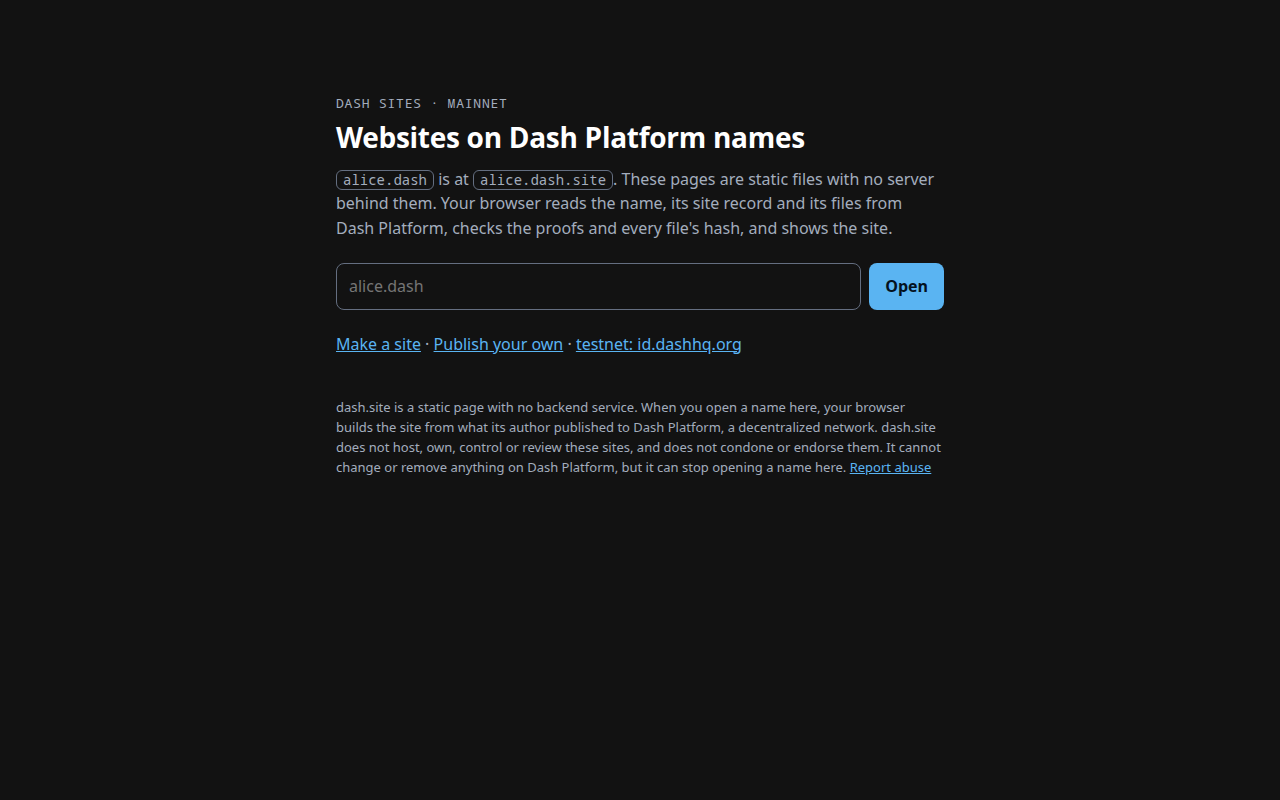 DASH SITES · MAINNET
Websites on Dash Platform names
alice.dash is at alice.dash.site. These pages are static files with no server
behind them. Your browser reads the name, its site record and its files from
Dash Platform, checks the proofs and every file's hash, and shows the site.
alice.dash
Open
Make a site · Publish your own · testnet: id.dashhq.org
dash.site is a static page with no backend service. When you open a name here, your browser
builds the site from what its author published to Dash Platform, a decentralized network. dash.site
does not host, own, control or review these sites, and does not condone or endorse them. It cannot
change or remove anything on Dash Platform, but it can stop opening a name here. Report abuse